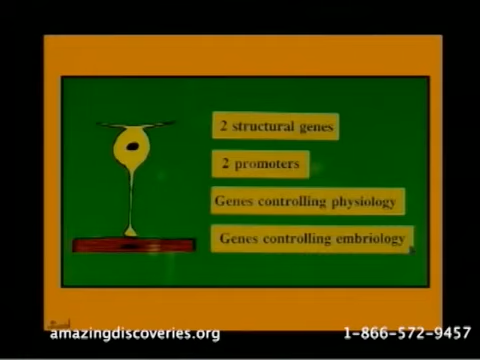 2 structural genes
2 promoters
Genes controlling physiology
Genes controlling embriology
amazingdiscoveries.org
1-866-572-9457